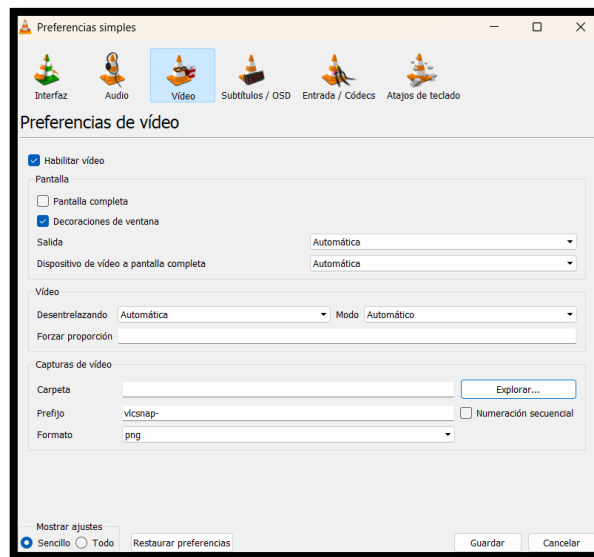 Preferencias simples
Interfaz Audio Vídeo Subtítulos / OSD Entrada / Códecs Atajos de teclado
Preferencias de vídeo
Habilitar vídeo
Pantalla
Pantalla completa
Decoraciones de ventana
Salida Automática
Dispositivo de vídeo a pantalla completa Automática
Vídeo
Desentrelazando Automática Modo Automático
Forzar proporción
Capturas de vídeo
Carpeta Explorar...
Prefijo vlcsnap- Numeración secuencial
Formato png
Mostrar ajustes
Sencillo Todo Restaurar preferencias Guardar Cancelar